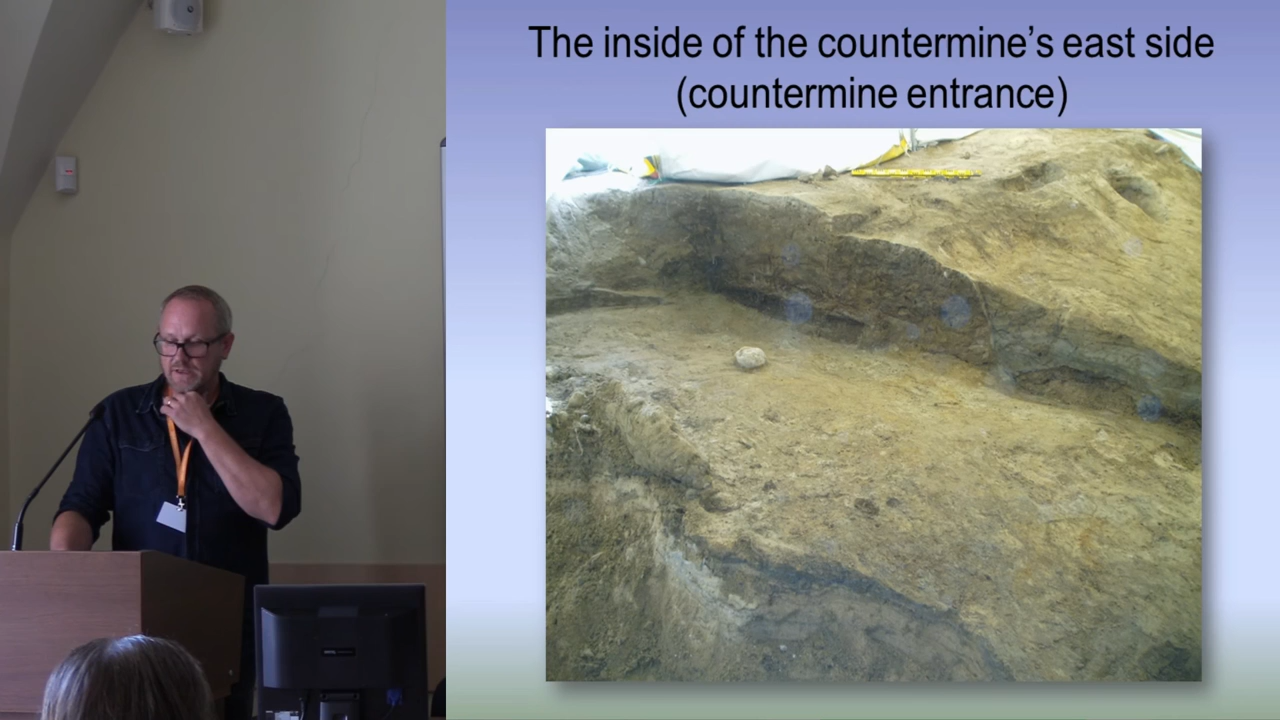 The inside of the countermine’s east side
(countermine entrance)